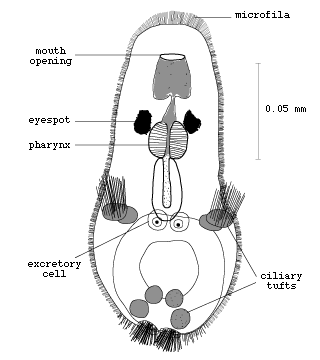 microfila
mouth
opening
0.05 mm
eyespot
pharynx
excretory
cell
ciliary
tufts